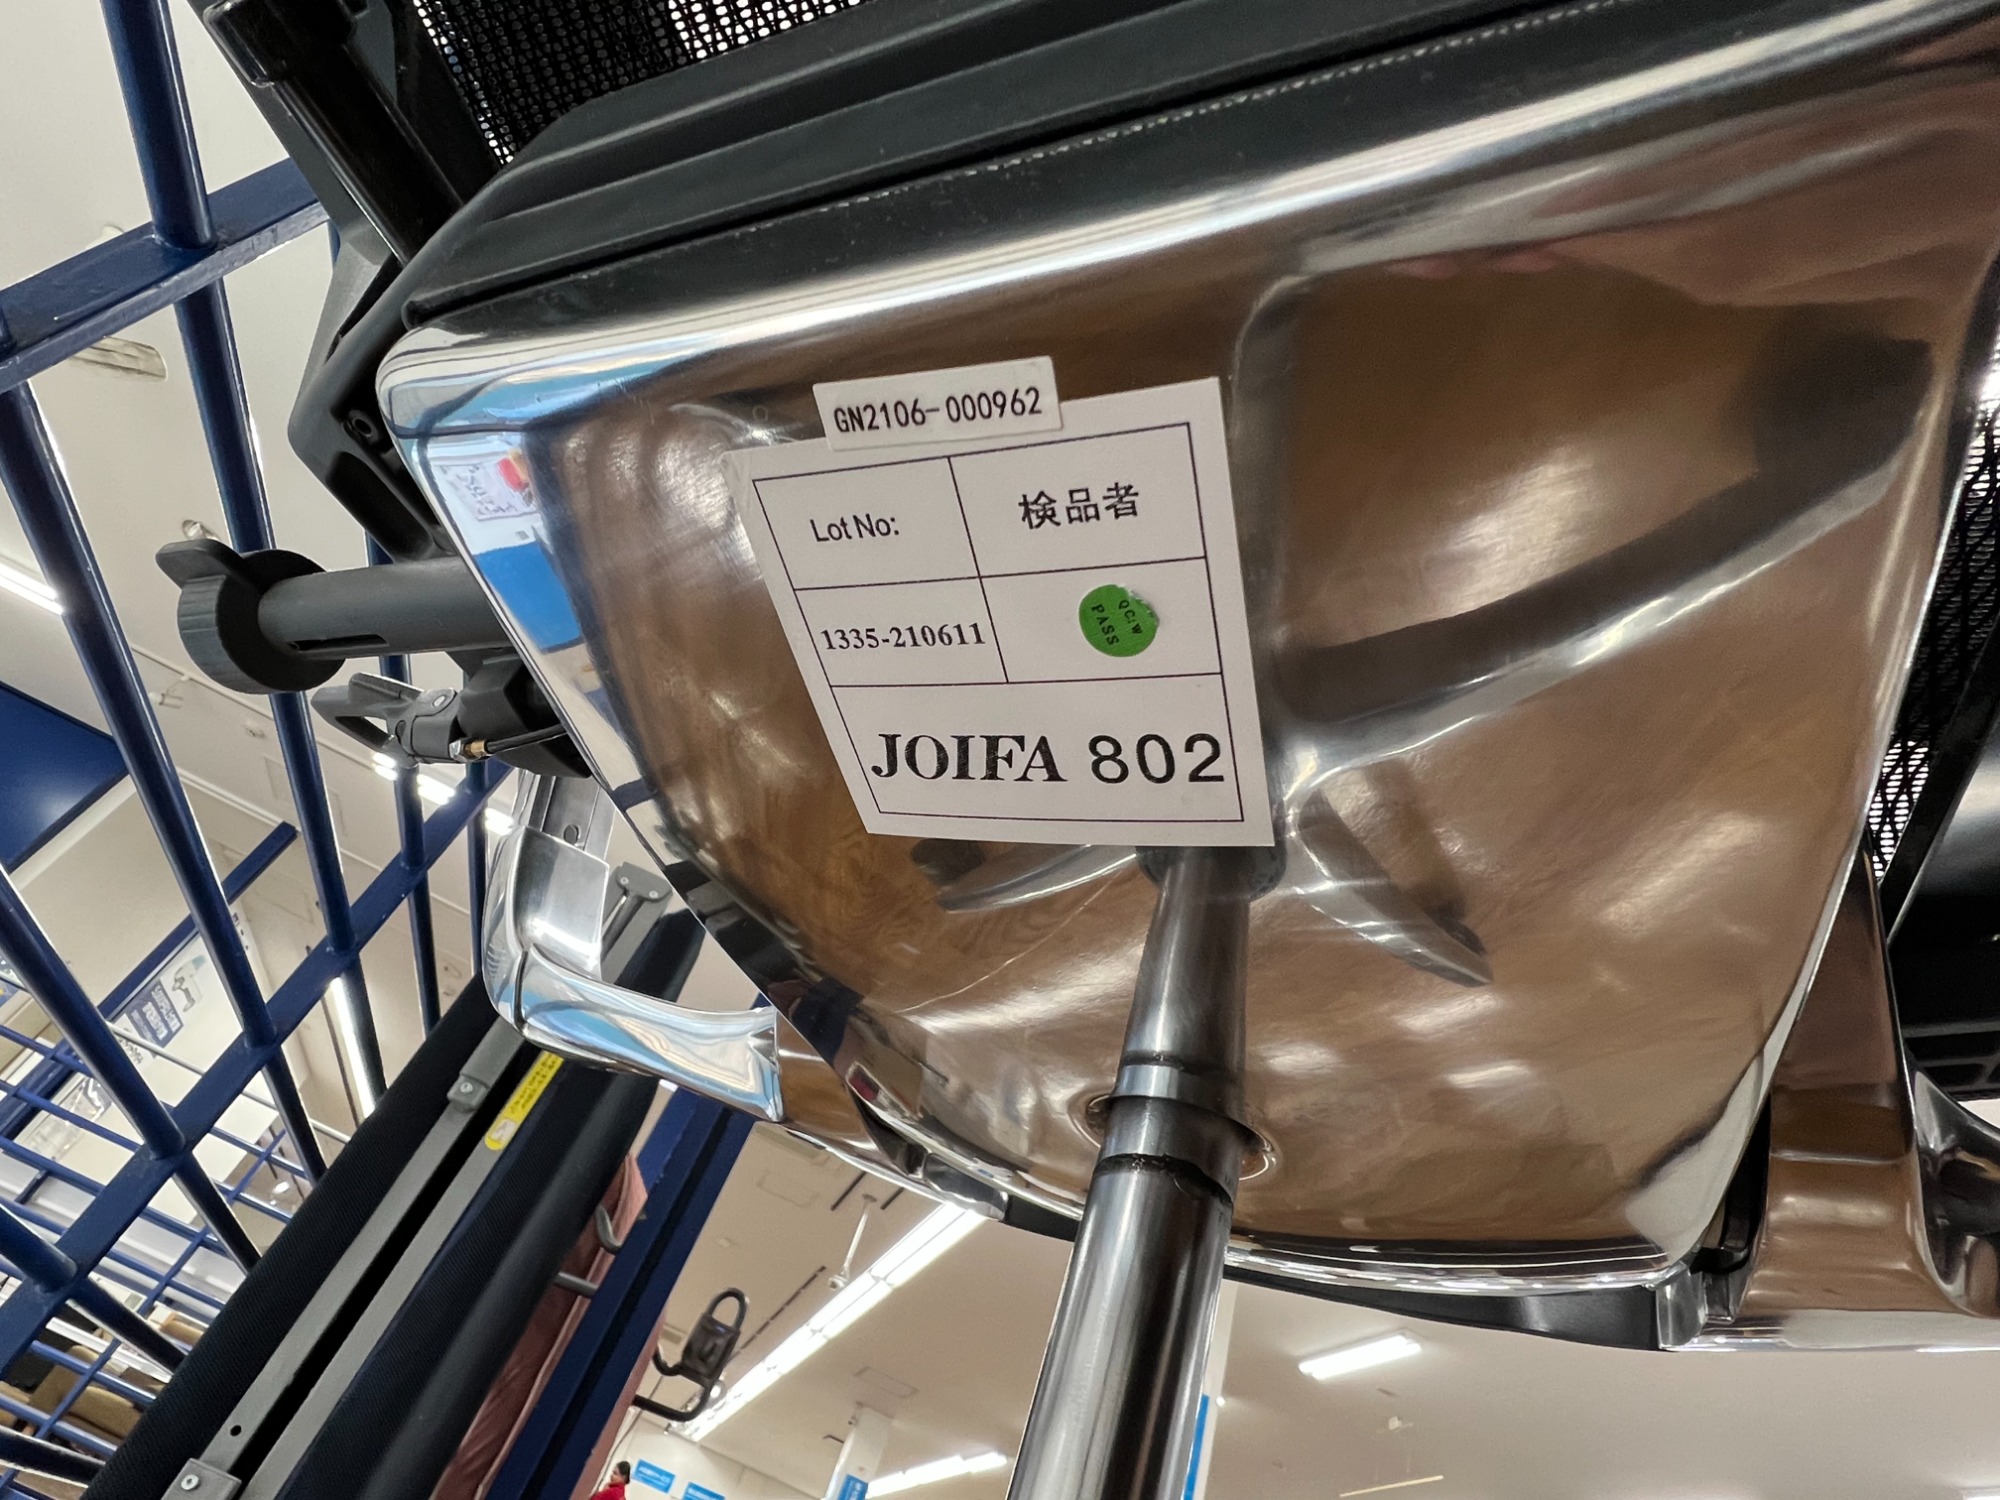 GN2106-000962
Lot No:
検品者
1335-210611
QC:W
PASS
JOIFA 802